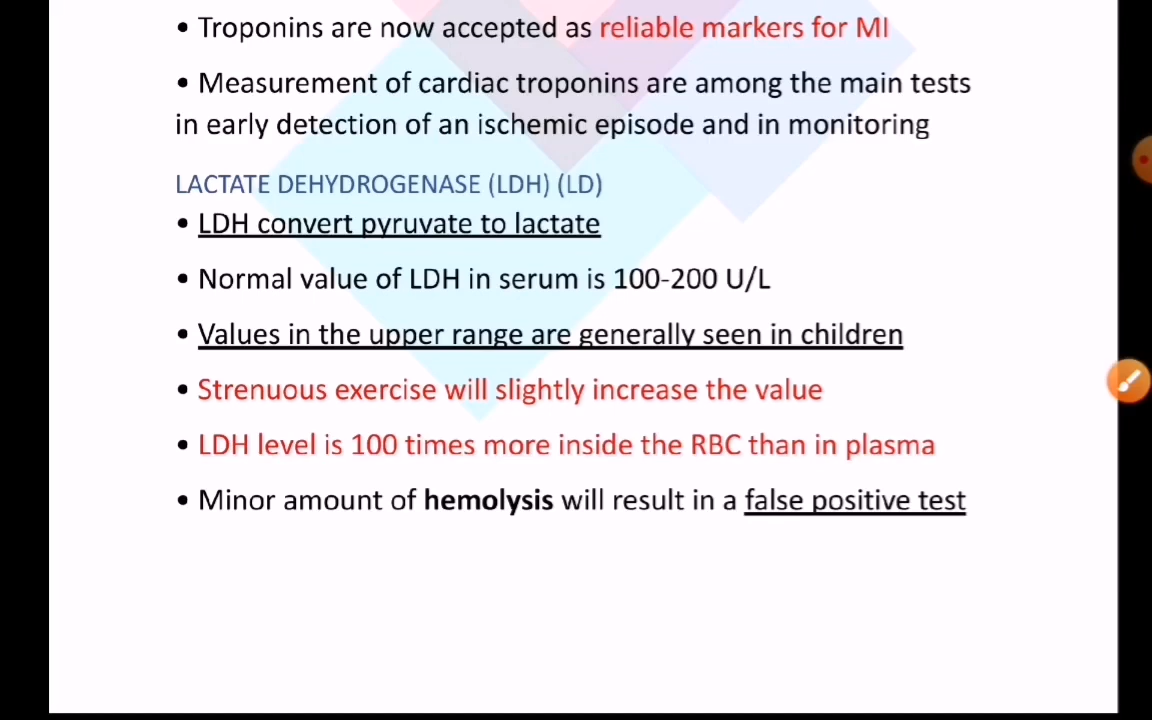 • Troponins are now accepted as reliable markers for MI
• Measurement of cardiac troponins are among the main tests
in early detection of an ischemic episode and in monitoring
LACTATE DEHYDROGENASE (LDH) (LD)
• LDH convert pyruvate to lactate
• Normal value of LDH in serum is 100-200 U/L
• Values in the upper range are generally seen in children
• Strenuous exercise will slightly increase the value
• LDH level is 100 times more inside the RBC than in plasma
• Minor amount of hemolysis will result in a false positive test